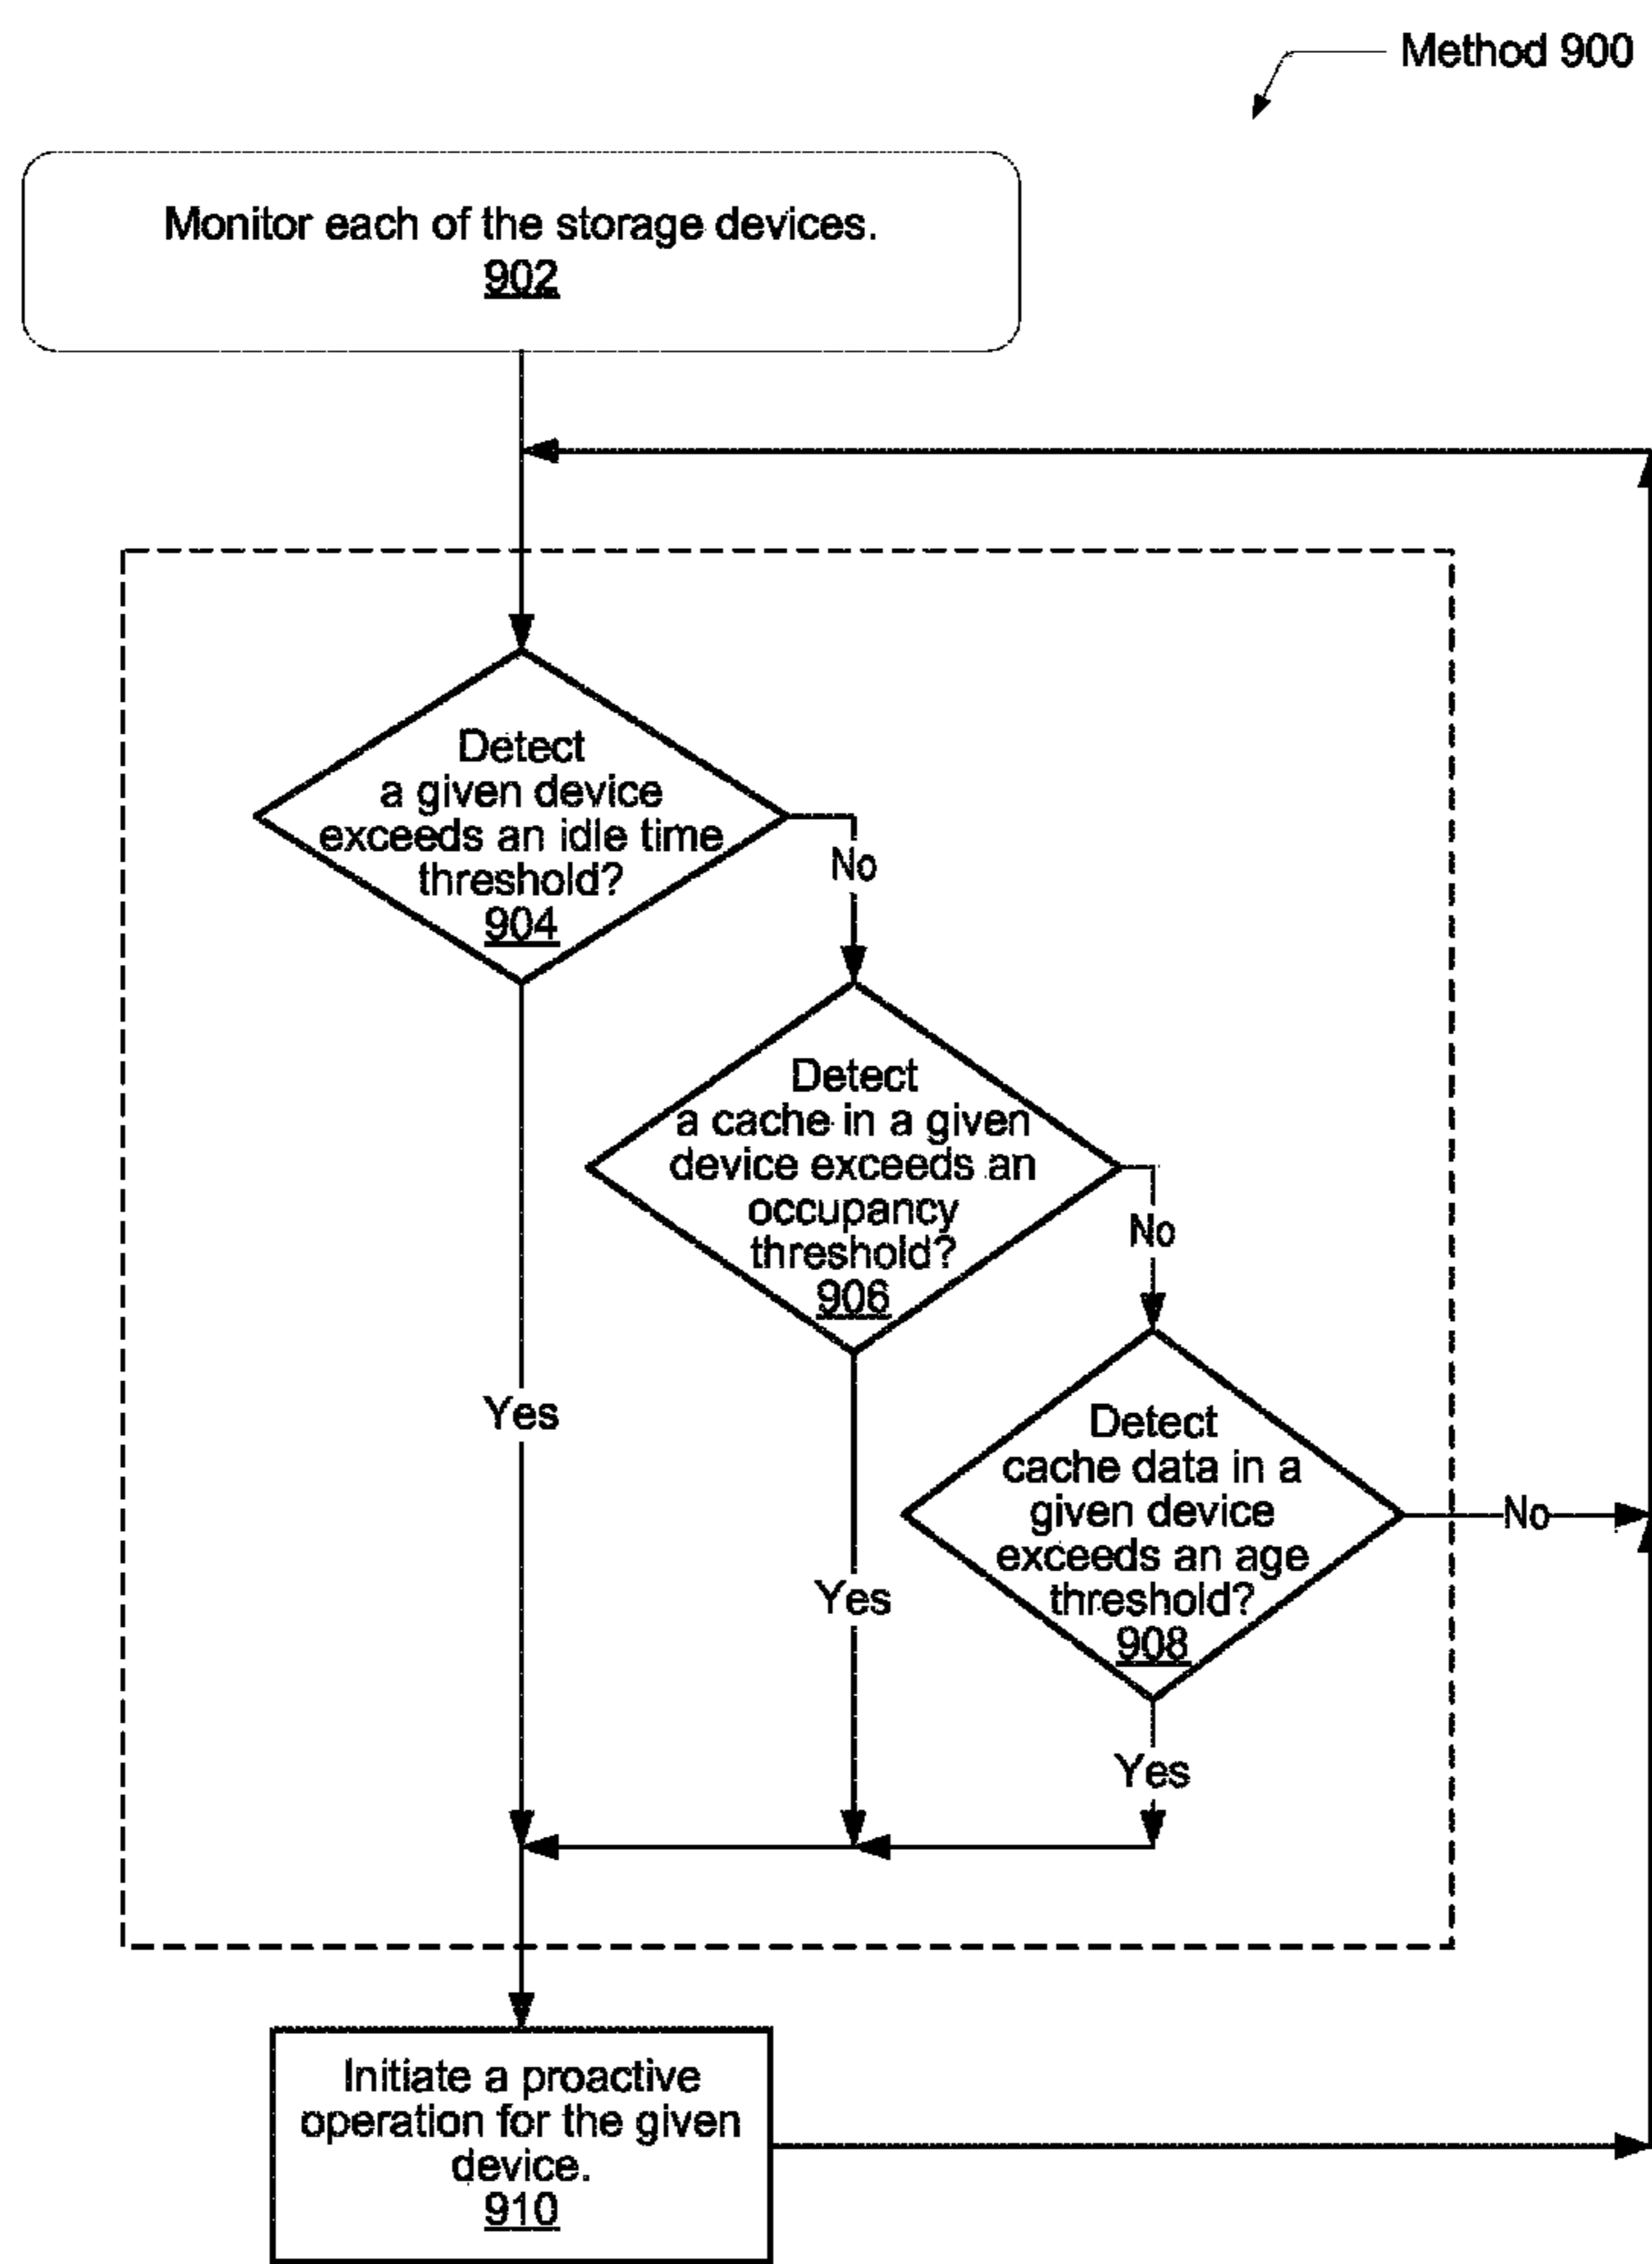 Method 900
Monitor each of the storage devices.
902
Detect
a given device
exceeds an idle time
threshold?
904
No
Detect
a cache in a given
device exceeds an
occupancy
threshold?
906
No
Detect
cache data in a
given device
exceeds an age
threshold?
908
No
Yes
Yes
Yes
Initiate a proactive
operation for the given
device.
910